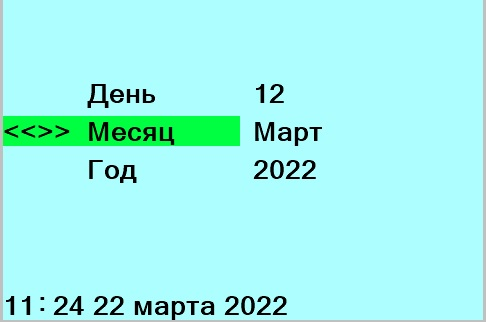 День 12
<<>> Месяц Март
Год 2022
11: 24 22 марта 2022